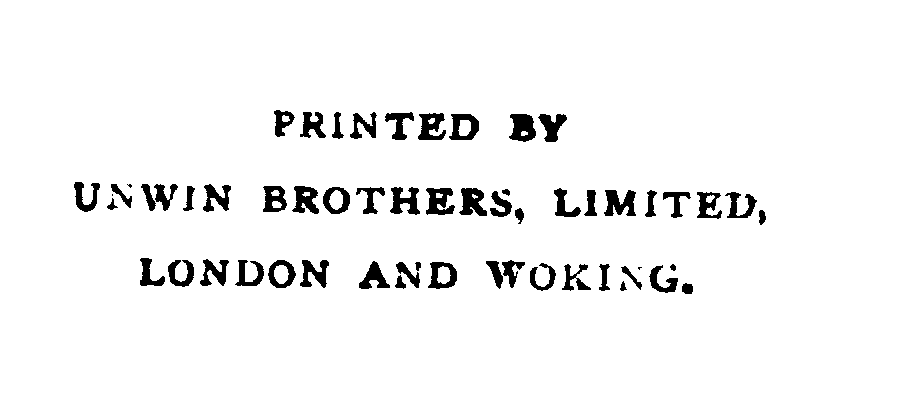 PRINTED BY
UNWIN BROTHERS, LIMITED,
LONDON AND WOKING.